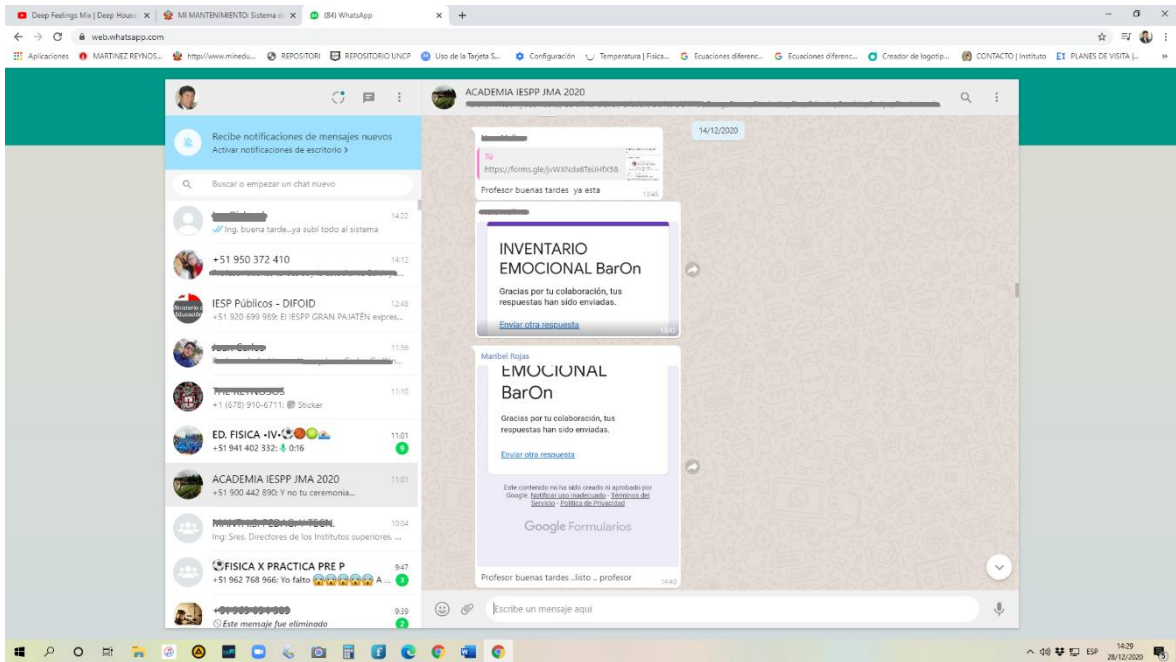 Deep Feelings Mix | Deep House
MI MANTENIMIENTO: Sistema d
(84) WhatsApp
web.whatsapp.com
Aplicaciones
MARTINEZ REYNOS...
http://www.minedu...
REPOSITORI
REPOSITORIO UNCP
Uso de la Tarjeta S...
Configuración
Temperatura | Fisica...
Ecuaciones diferenc...
Ecuaciones diferenc...
Creador de logotip...
CONTACTO | Instituto
PLANES DE VISITA |...
Recibe notificaciones de mensajes nuevos
Activar notificaciones de escritorio >
Buscar o empezar un chat nuevo
14:22
Ing. buena tarde...ya subí todo al sistema
+51 950 372 410
14:12
IESP Públicos - DIFOID
12:48
+51 920 699 989: El IESPP GRAN PAJATÉN expres...
11:56
11:10
+1 (678) 910-6711: Sticker
ED. FISICA •IV•
11:01
+51 941 402 332: 0:16
9
ACADEMIA IESPP JMA 2020
11:01
+51 900 442 890: Y no tu ceremonia...
10:04
Ing: Sres. Directores de los Institutos superiores. ...
FISICA X PRACTICA PRE P
9:47
+51 962 768 966: Yo falto A ...
3
9:39
Este mensaje fue eliminado
2
ACADEMIA IESPP JMA 2020
14/12/2020
Tú
https://forms.gle/jvWXNdx6TeiJHfX58
Profesor buenas tardes ya esta
13:45
INVENTARIO
EMOCIONAL BarOn
Gracias por tu colaboración, tus
respuestas han sido enviadas.
Enviar otra respuesta
13:45
Maribel Rojas
EMOCIONAL
BarOn
Gracias por tu colaboración, tus
respuestas han sido enviadas.
Enviar otra respuesta
Este contenido no ha sido creado ni aprobado por
Google. Notificar uso inadecuado - Términos del
Servicio - Política de Privacidad
Google Formularios
Profesor buenas tardes ..listo .. profesor
14:40
Escribe un mensaje aquí
ESP
14:29
28/12/2020